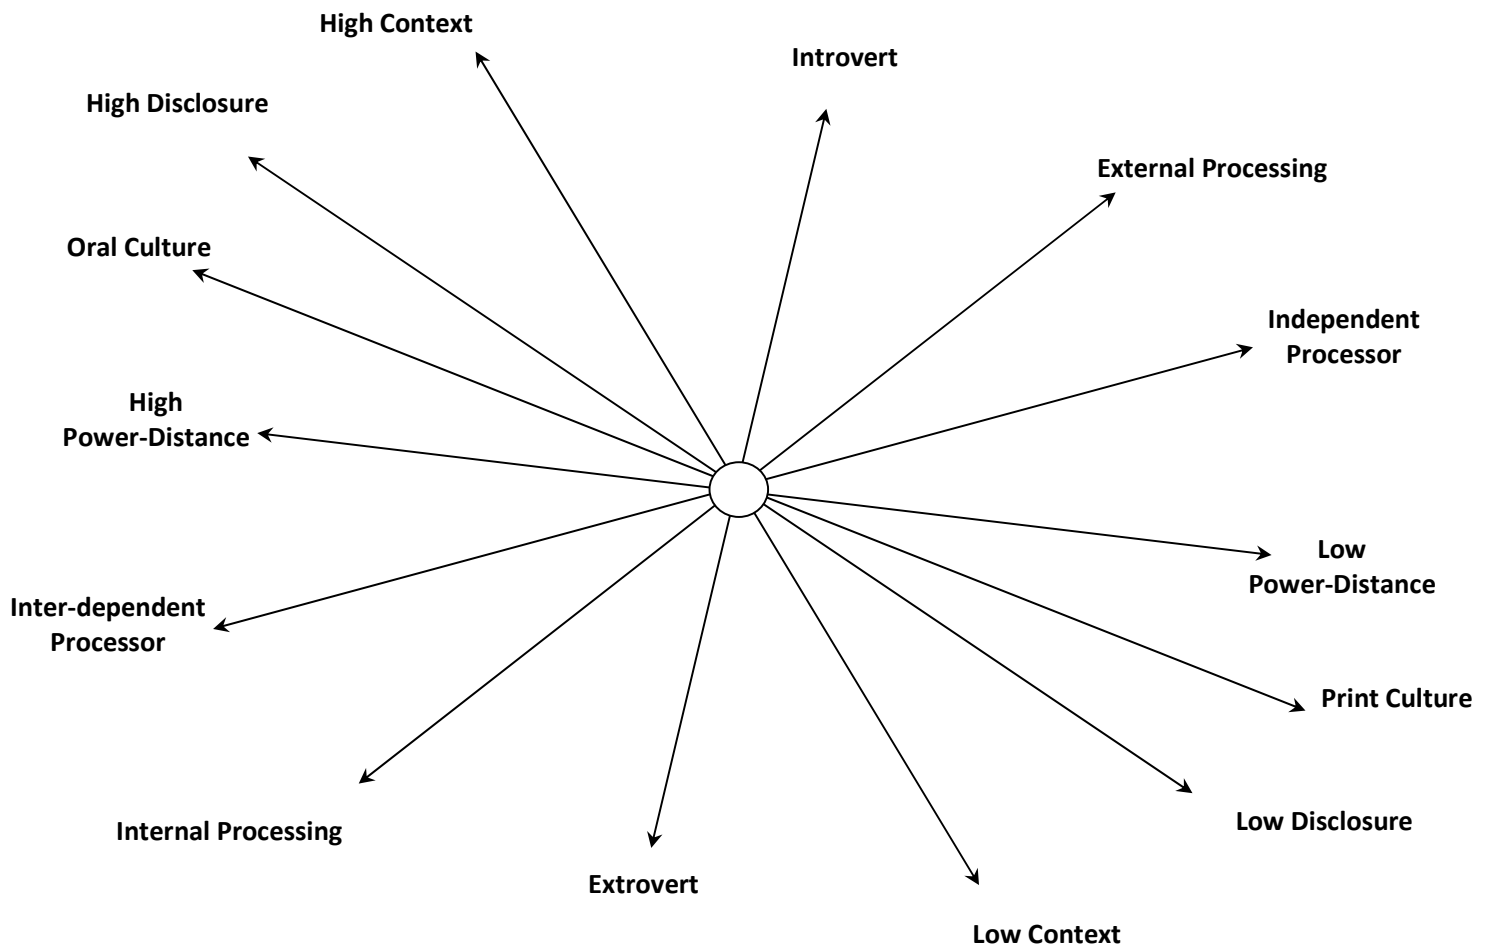 High Context
Introvert
High Disclosure
External Processing
Oral Culture
Independent
Processor
High
Power-Distance
Low
Power-Distance
Inter-dependent
Processor
Print Culture
Low Disclosure
Internal Processing
Extrovert
Low Context